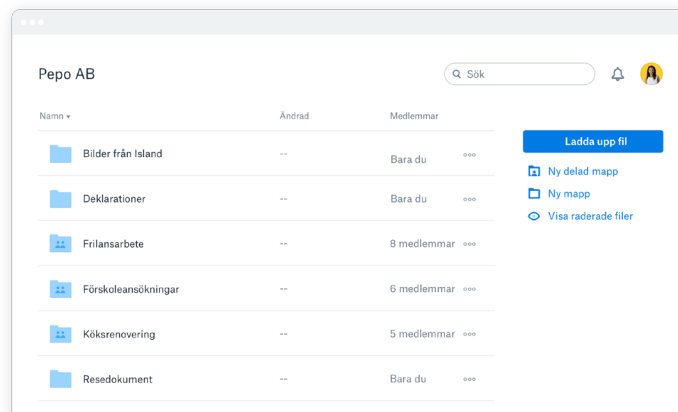 Pepo AB
Sök
Namn
Ändrad
Medlemmar
Bilder från Island
--
Bara du
Ladda upp fil
Ny delad mapp
Deklarationer
--
Bara du
Ny mapp
Visa raderade filer
Frilansarbete
--
8 medlemmar
Förskoleansökningar
--
6 medlemmar
Köksrenovering
--
5 medlemmar
Resedokument
--
Bara du